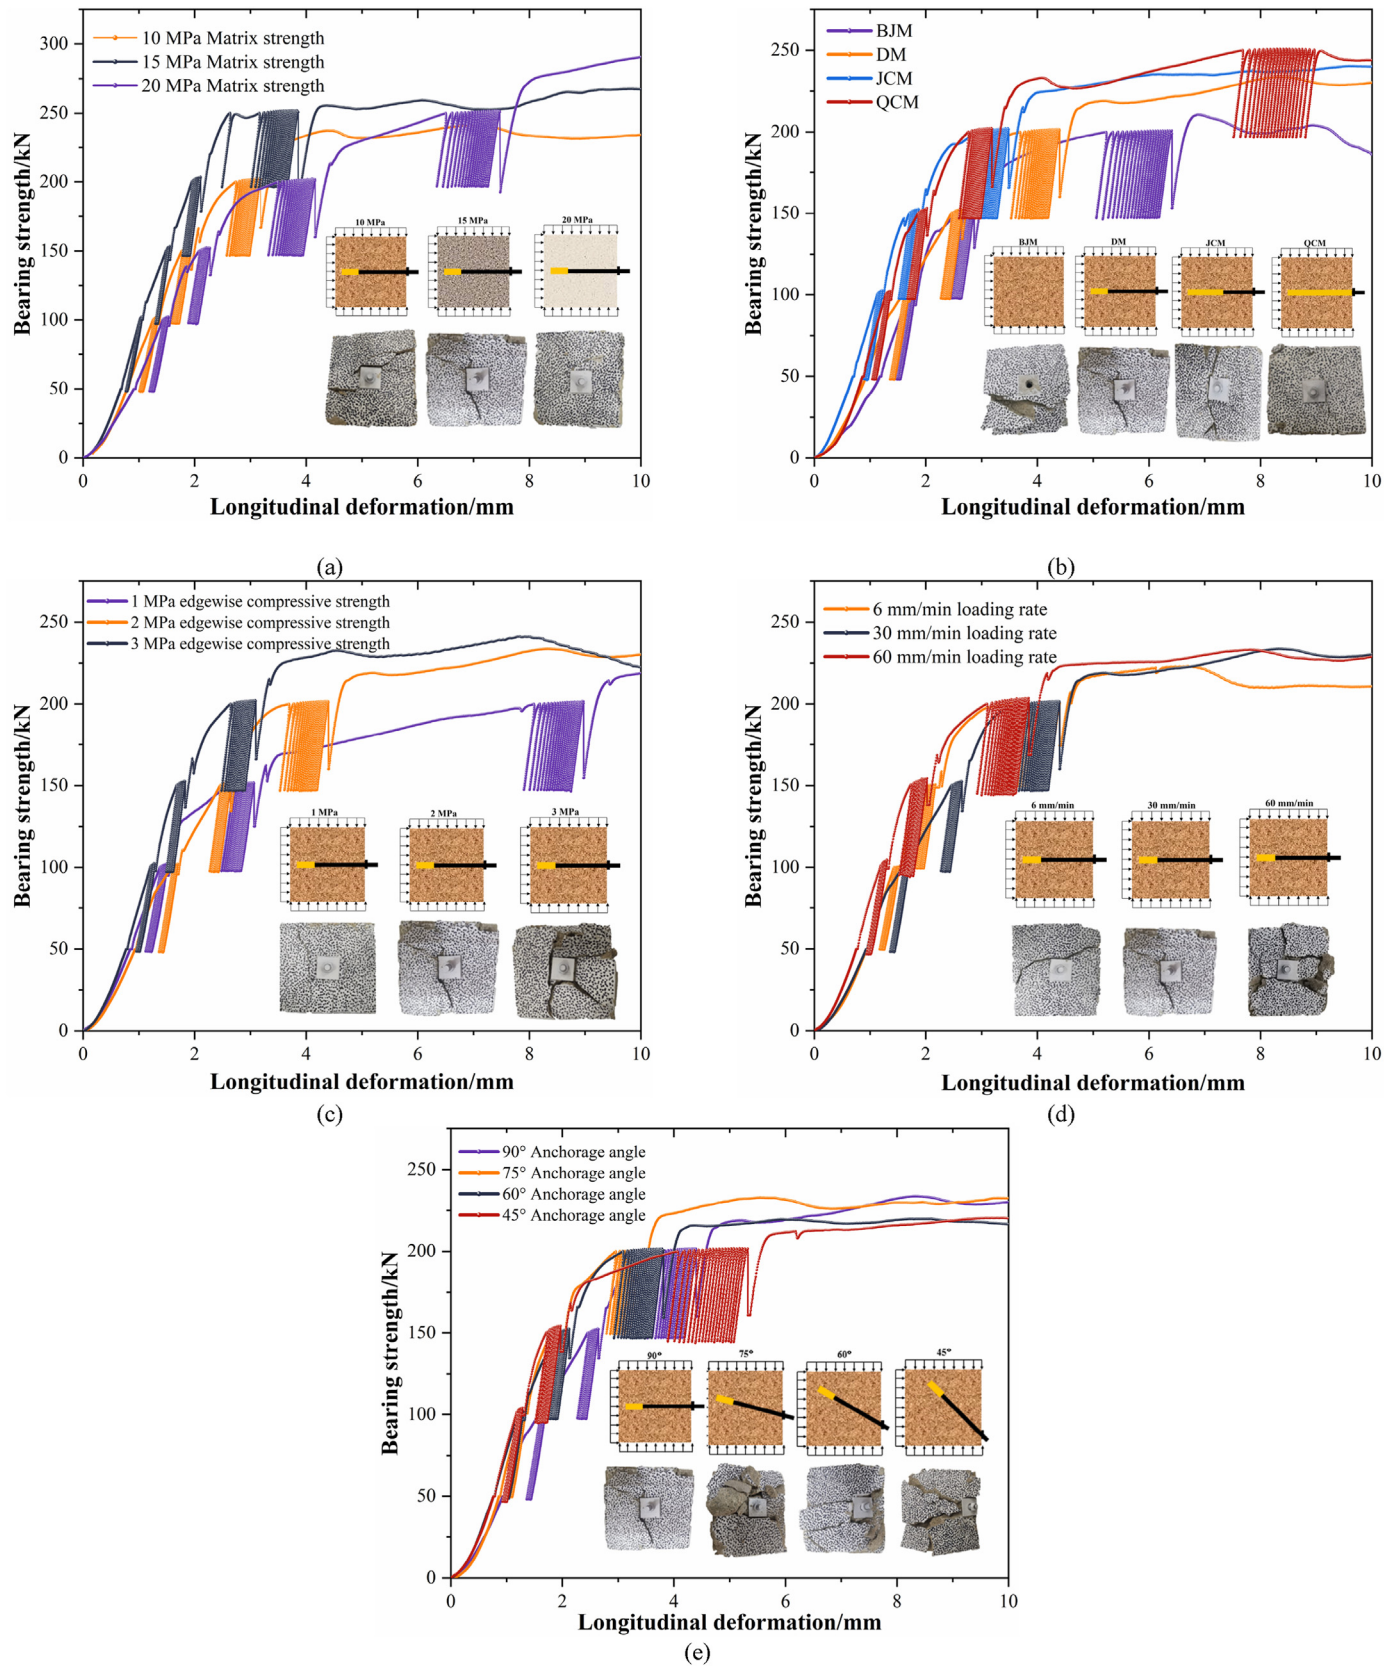 300
250
200
150
100
50
0
Bearing strength/kN
10 MPa Matrix strength
15 MPa Matrix strength
20 MPa Matrix strength
10 MPa
15 MPa
20 MPa
0 2 4 6 8 10
Longitudinal deformation/mm
(a)
250
200
150
100
50
0
Bearing strength/kN
BJM
DM
JCM
QCM
BJM
DM
JCM
QCM
0 2 4 6 8 10
Longitudinal deformation/mm
(b)
250
200
150
100
50
0
Bearing strength/kN
1 MPa edgewise compressive strength
2 MPa edgewise compressive strength
3 MPa edgewise compressive strength
1 MPa
2 MPa
3 MPa
0 2 4 6 8 10
Longitudinal deformation/mm
(c)
250
200
150
100
50
0
Bearing strength/kN
6 mm/min loading rate
30 mm/min loading rate
60 mm/min loading rate
6 mm/min
30 mm/min
60 mm/min
0 2 4 6 8 10
Longitudinal deformation/mm
(d)
250
200
150
100
50
0
Bearing strength/kN
90° Anchorage angle
75° Anchorage angle
60° Anchorage angle
45° Anchorage angle
90°
75°
60°
45°
0 2 4 6 8 10
Longitudinal deformation/mm
(e)